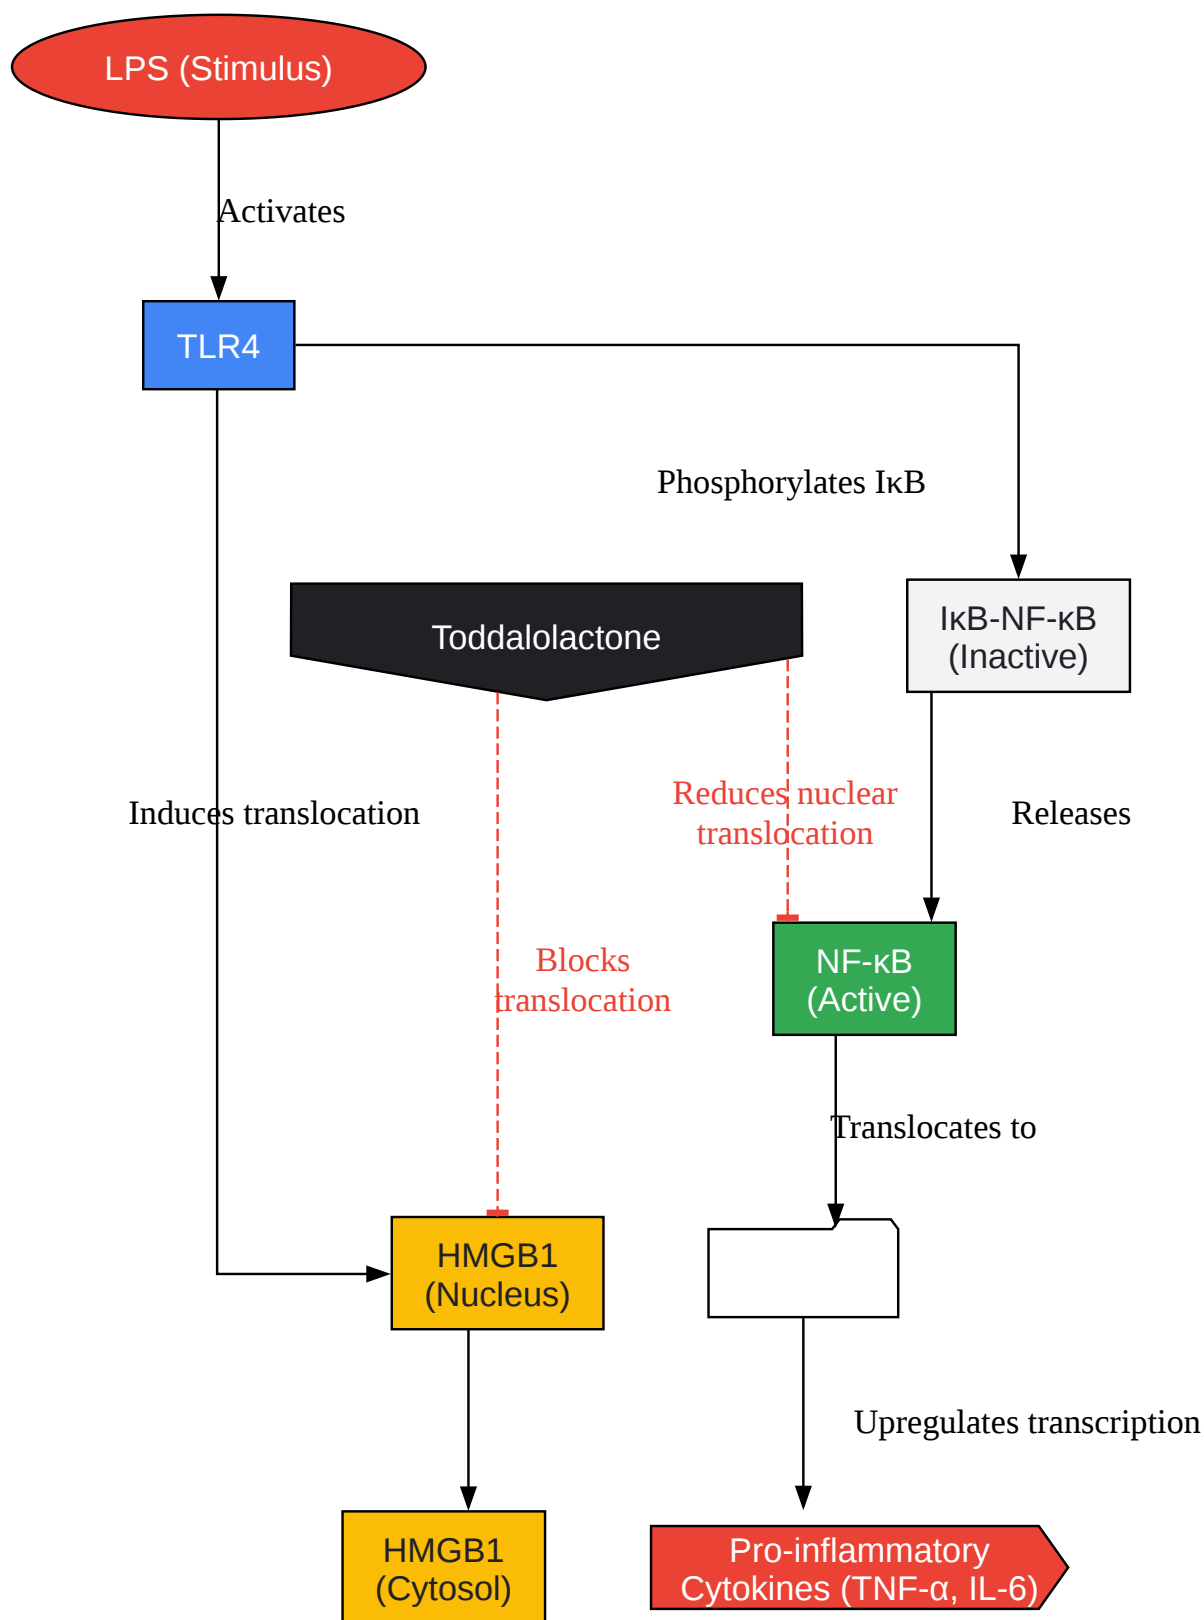 LPS (Stimulus)
Activates
TLR4
Phosphorylates IκB
Toddalolactone
IκB-NF-κB
(Inactive)
Induces translocation
Reduces nuclear
translocation
Releases
Blocks
translocation
NF-κB
(Active)
Translocates to
HMGB1
(Nucleus)
Upregulates transcription
HMGB1
(Cytosol)
Pro-inflammatory
Cytokines (TNF-α, IL-6)